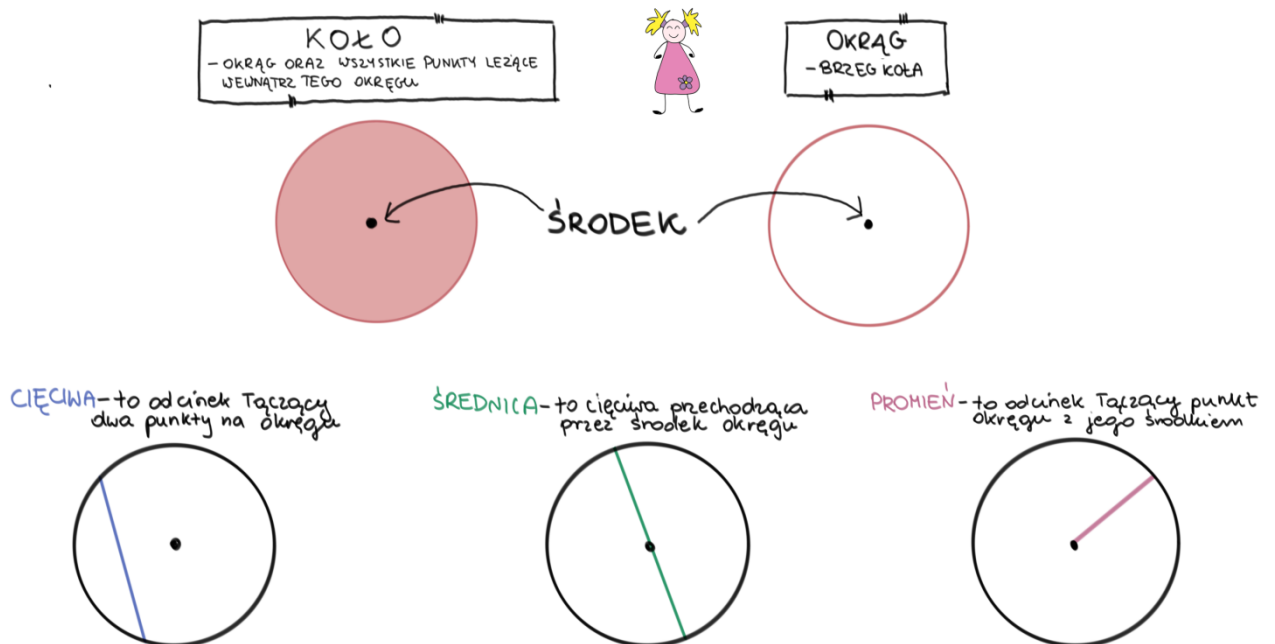 KOŁO
- OKRĄG ORAZ WSZYSTKIE PUNKTY LEŻĄCE
WEWNĄTRZ TEGO OKRĘGU
OKRĄG
- BRZEG KOŁA
ŚRODEK
CIĘCIWA - to odcinek łączący
dwa punkty na okręgu
ŚREDNICA - to cięciwa przechodząca
przez środek okręgu
PROMIEŃ - to odcinek łączący punkt
okręgu z jego środkiem